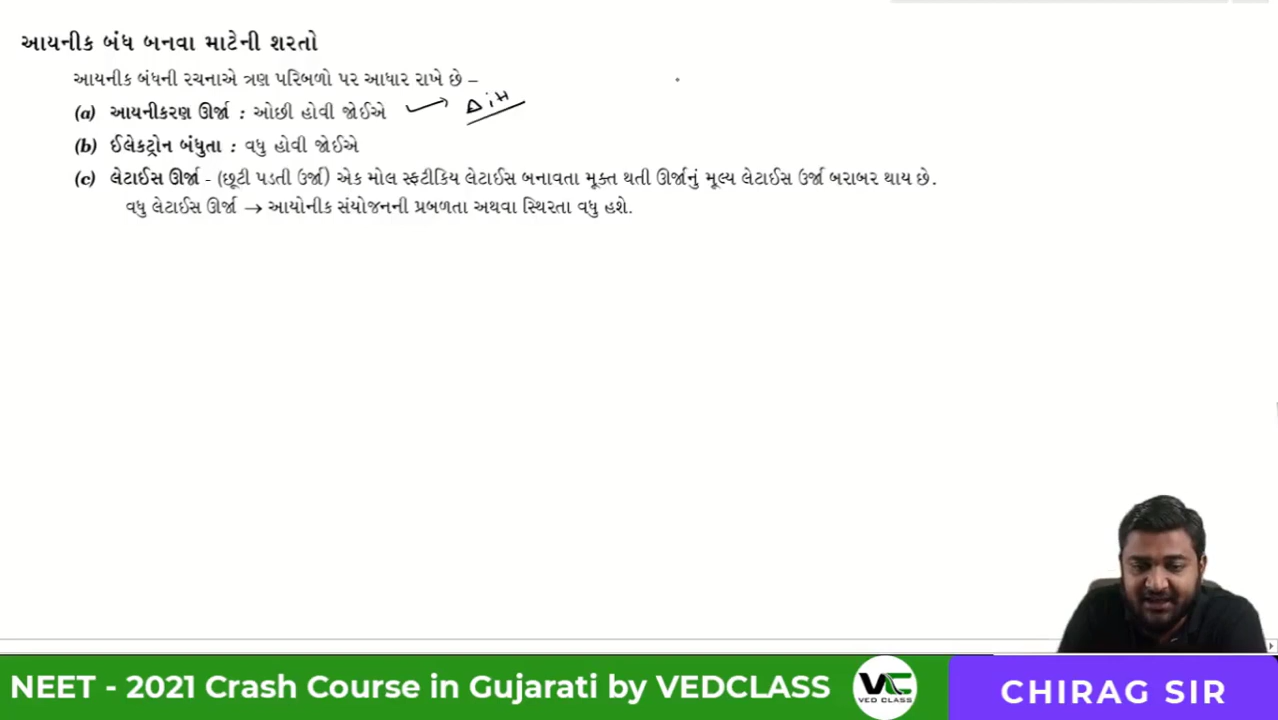 આયનીક બંધ બનવા માટેની શરતો
આયનીક બંધની રચનાએ ત્રણ પરિબળો પર આધાર રાખે છે –
(a) આયનીકરણ ઊર્જા : ઓછી હોવી જોઈએ ΔiH
(b) ઈલેકટ્રોન બંધુતા : વધુ હોવી જોઈએ
(c) લેટાઈસ ઊર્જા - (છૂટી પડતી ઉર્જા) એક મોલ સ્ફટીકિય લેટાઈસ બનાવતા મૂક્ત થતી ઊર્જાનું મૂલ્ય લેટાઈસ ઉર્જા બરાબર થાય છે.
વધુ લેટાઈસ ઊર્જા → આયોનીક સંયોજનની પ્રબળતા અથવા સ્થિરતા વધુ હશે.
NEET - 2021 Crash Course in Gujarati by VEDCLASS
VC
VED CLASS
CHIRAG SIR